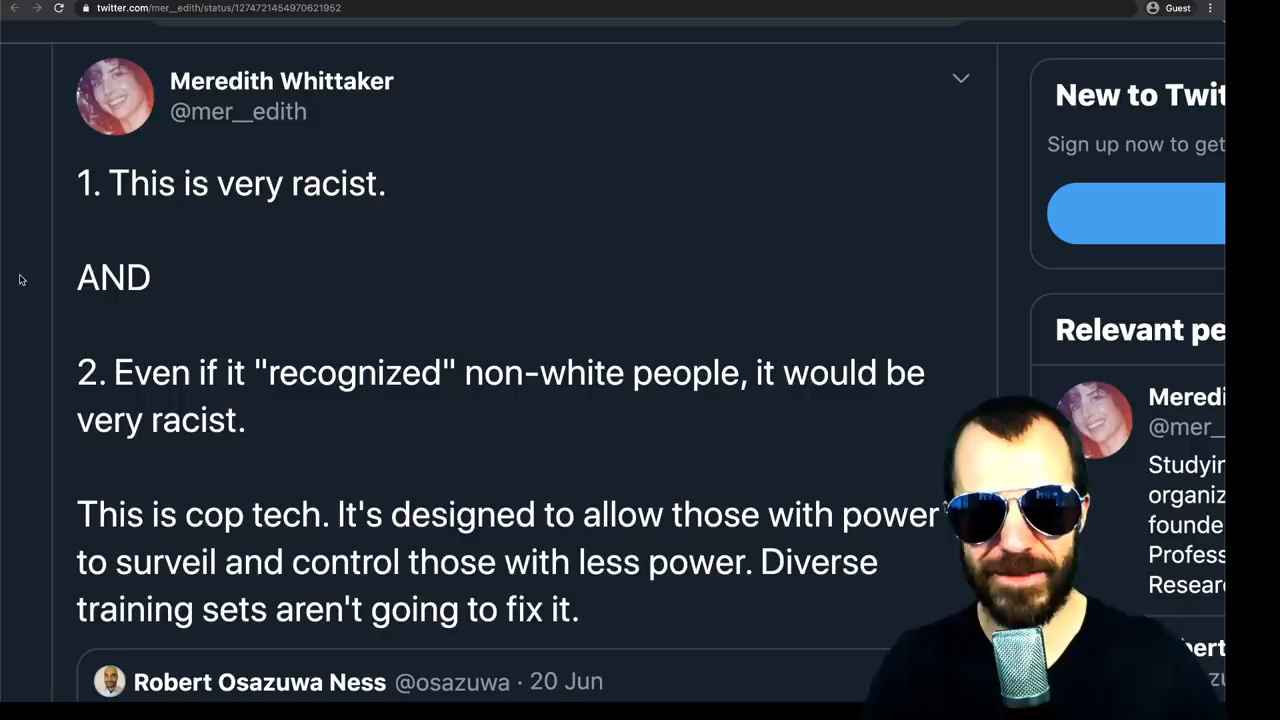 twitter.com/mer__edith/status/1274721454970621952
Guest
Meredith Whittaker
@mer__edith
1. This is very racist.
AND
2. Even if it "recognized" non-white people, it would be
very racist.
This is cop tech. It's designed to allow those with power
to surveil and control those with less power. Diverse
training sets aren't going to fix it.
Robert Osazuwa Ness @osazuwa · 20 Jun
New to Twit
Sign up now to get
Relevant pe
Meredi
@mer_
Studyin
organiz
founde
Profess
Researc